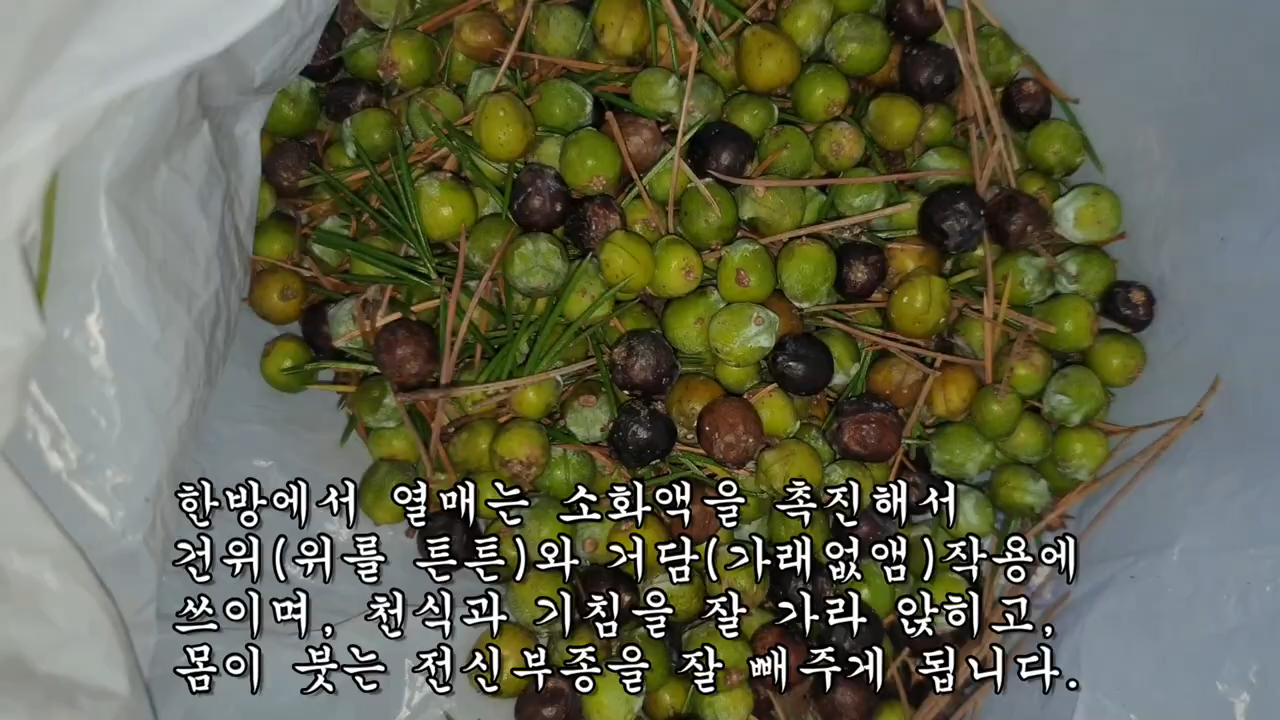 한방에서 열매는 소화액을 촉진해서
건위(위를 튼튼)와 거담(가래없앰)작용에
쓰이며, 천식과 기침을 잘 가라 앉히고,
몸이 붓는 전신부종을 잘 빼주게 됩니다.